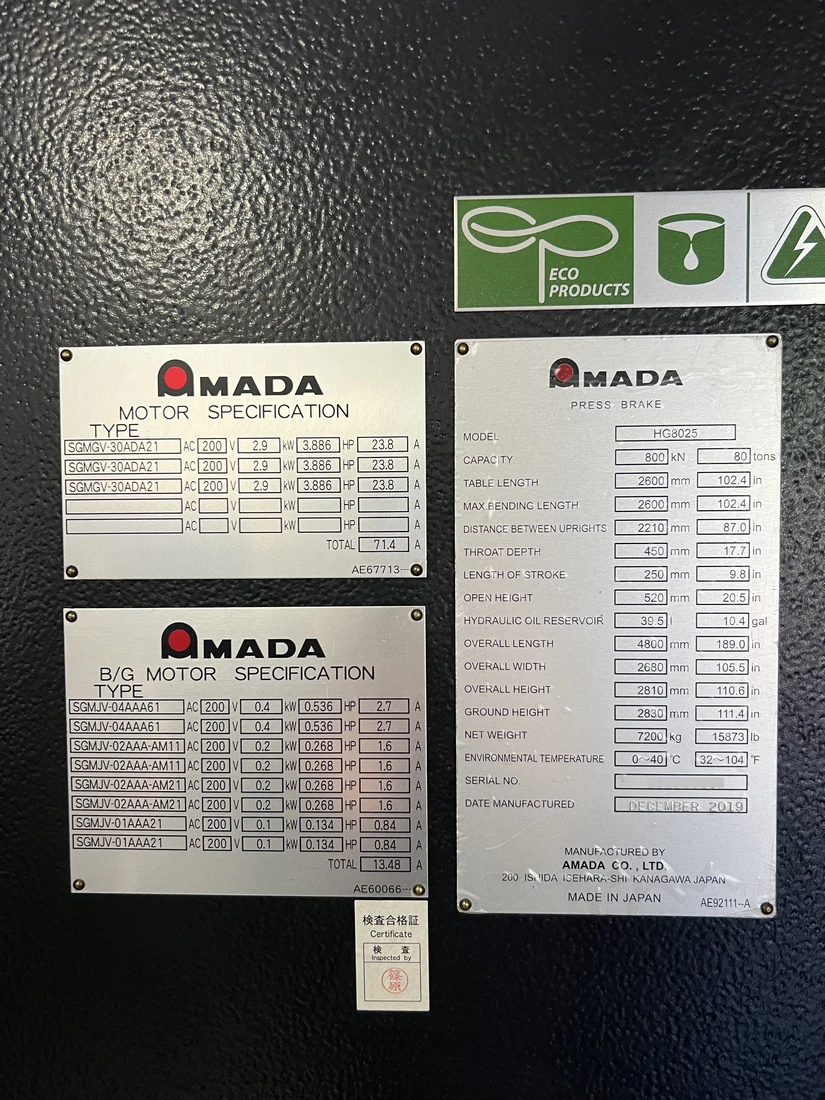 ECO
PRODUCTS
AMADA
MOTOR SPECIFICATION
TYPE
SGMGV-30ADA21 AC 200 V 2.9 kW 3.886 HP 23.8 A
SGMGV-30ADA21 AC 200 V 2.9 kW 3.886 HP 23.8 A
SGMGV-30ADA21 AC 200 V 2.9 kW 3.886 HP 23.8 A
AC V kW HP A
AC V kW HP A
TOTAL 71.4 A
AE67713---
AMADA
B/G MOTOR SPECIFICATION
TYPE
SGMJV-04AAA61 AC 200 V 0.4 kW 0.536 HP 2.7 A
SGMJV-04AAA61 AC 200 V 0.4 kW 0.536 HP 2.7 A
SGMJV-02AAA-AM11 AC 200 V 0.2 kW 0.268 HP 1.6 A
SGMJV-02AAA-AM11 AC 200 V 0.2 kW 0.268 HP 1.6 A
SGMJV-02AAA-AM21 AC 200 V 0.2 kW 0.268 HP 1.6 A
SGMJV-02AAA-AM21 AC 200 V 0.2 kW 0.268 HP 1.6 A
SGMJV-01AAA21 AC 200 V 0.1 kW 0.134 HP 0.84 A
SGMJV-01AAA21 AC 200 V 0.1 kW 0.134 HP 0.84 A
TOTAL 13.48 A
AE60066---
検査合格証
Certificate
検 査
Inspected by
篠原
AMADA
PRESS BRAKE
MODEL HG8025
CAPACITY 800 kN 80 tons
TABLE LENGTH 2600 mm 102.4 in
MAX.BENDING LENGTH 2600 mm 102.4 in
DISTANCE BETWEEN UPRIGHTS 2210 mm 87.0 in
THROAT DEPTH 450 mm 17.7 in
LENGTH OF STROKE 250 mm 9.8 in
OPEN HEIGHT 520 mm 20.5 in
HYDRAULIC OIL RESERVOIR 39.5 l 10.4 gal
OVERALL LENGTH 4800 mm 189.0 in
OVERALL WIDTH 2680 mm 105.5 in
OVERALL HEIGHT 2810 mm 110.6 in
GROUND HEIGHT 2830 mm 111.4 in
NET WEIGHT 7200 kg 15873 lb
ENVIRONMENTAL TEMPERATURE 0～40 ℃ 32～104 °F
SERIAL NO.
DATE MANUFACTURED DECEMBER 2019
MANUFACTURED BY
AMADA CO., LTD.
200 ISHIDA ISEHARA-SHI KANAGAWA JAPAN
MADE IN JAPAN
AE92111--A